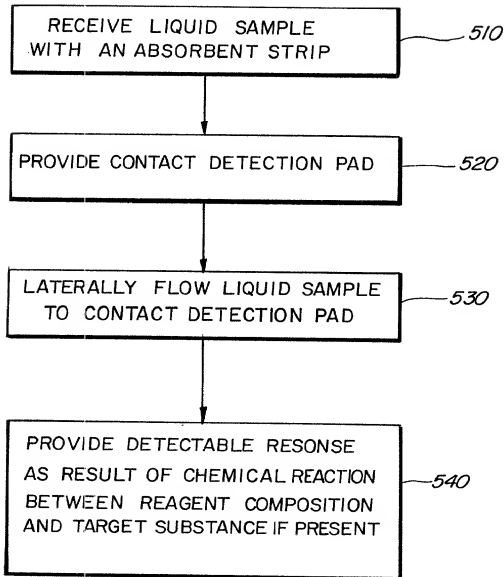 RECEIVE LIQUID SAMPLE
WITH AN ABSORBENT STRIP
510
PROVIDE CONTACT DETECTION PAD
520
LATERALLY FLOW LIQUID SAMPLE
TO CONTACT DETECTION PAD
530
PROVIDE DETECTABLE RESONSE
AS RESULT OF CHEMICAL REACTION
BETWEEN REAGENT COMPOSITION
AND TARGET SUBSTANCE IF PRESENT
540